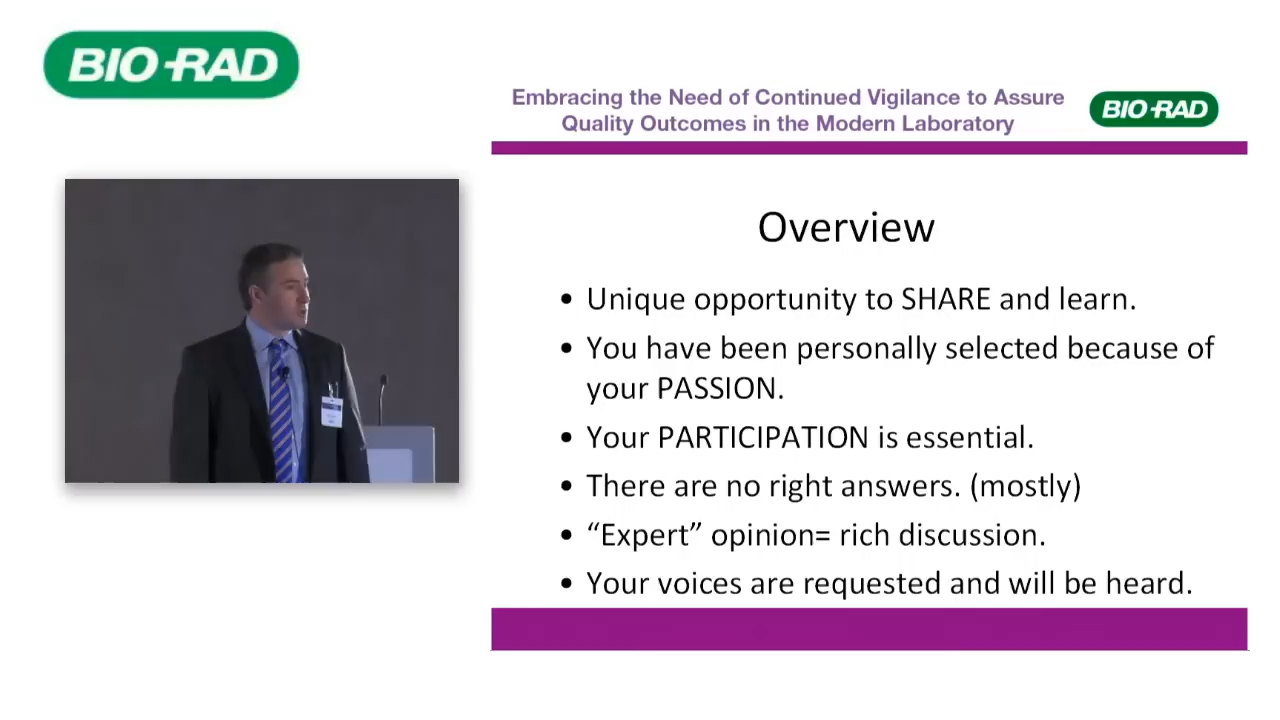 BIO-RAD
Embracing the Need of Continued Vigilance to Assure
Quality Outcomes in the Modern Laboratory
BIO-RAD
Overview
• Unique opportunity to SHARE and learn.
• You have been personally selected because of
your PASSION.
• Your PARTICIPATION is essential.
• There are no right answers. (mostly)
• “Expert” opinion= rich discussion.
• Your voices are requested and will be heard.